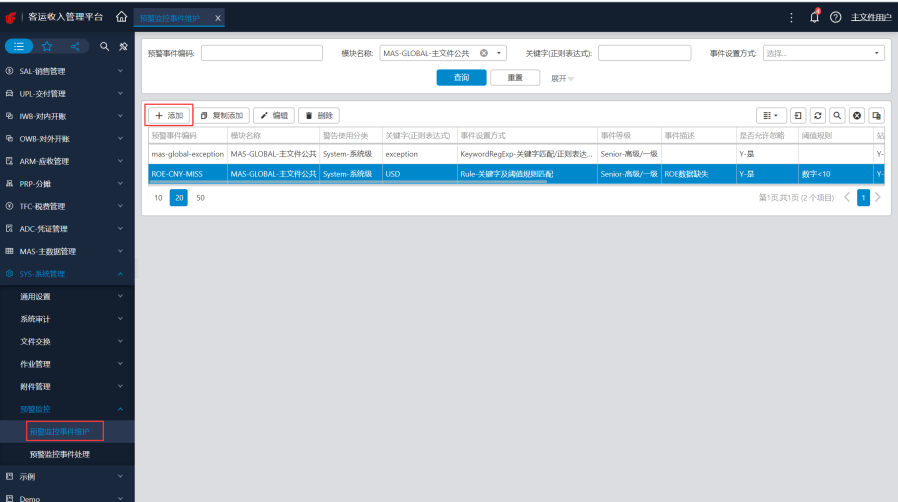 客运收入管理平台
预警监控事件维护 X
主文件用户
SAL-销售管理
UPL-交付管理
IWB-对内开账
OWB-对外开账
ARM-应收管理
PRP-分摊
TFC-税费管理
ADC-凭证管理
MAS-主数据管理
SYS-系统管理
通用设置
系统审计
文件交换
作业管理
附件管理
预警监控
预警监控事件维护
预警监控事件处理
示例
Demo
预警事件编码: 模块名称: MAS-GLOBAL-主文件公共 关键字(正则表达式): 事件设置方式: 选择...
查询 重置 展开
添加 复制添加 编辑 删除
预警事件编码 模块名称 警告使用分类 关键字(正则表达式) 事件设置方式 事件等级 事件描述 是否允许忽略 阈值规则 站
mas-global-exception MAS-GLOBAL-主文件公共 System-系统级 exception KeywordRegExp-关键字匹配/正则表达... Senior-高级/一级 Y-是 Y-
ROE-CNY-MISS MAS-GLOBAL-主文件公共 System-系统级 USD Rule-关键字及阈值规则匹配 Senior-高级/一级 ROE数据缺失 Y-是 数字<10 Y-
10 20 50 第1页,共1页 (2 个项目) 1